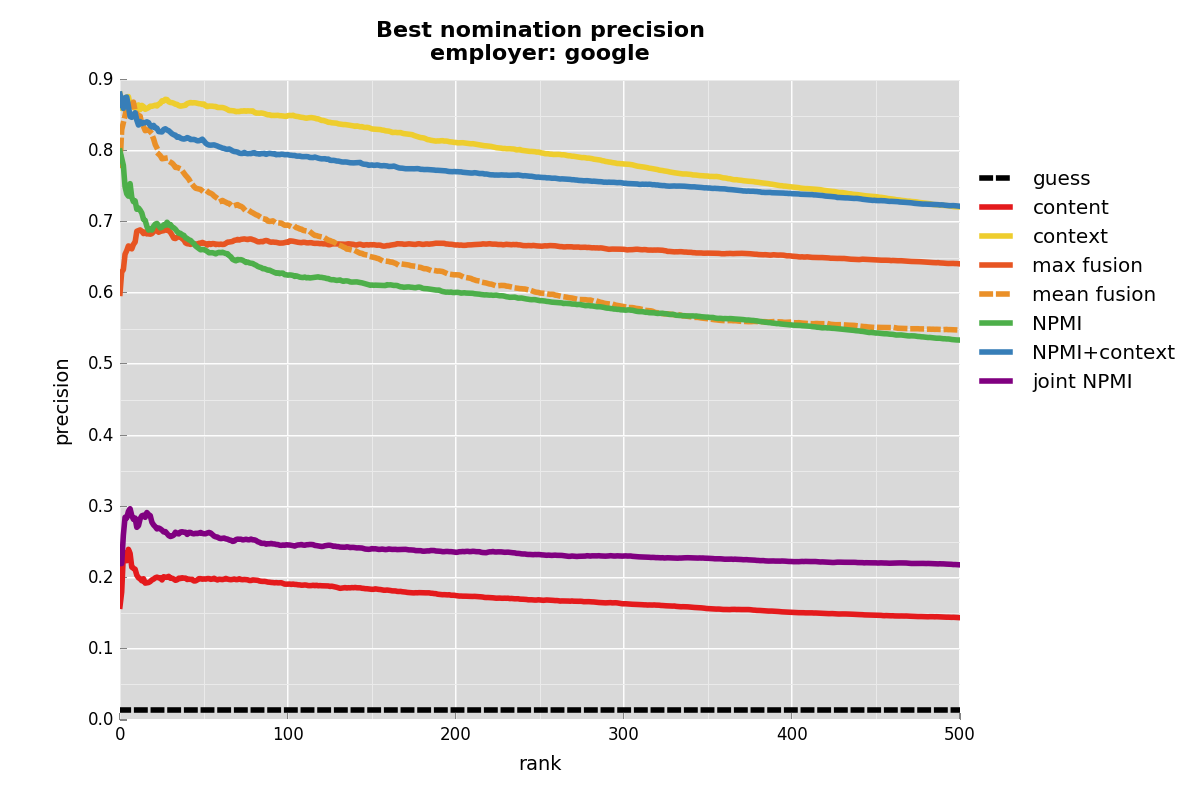 Best nomination precision
employer: google
precision
0.9
0.8
0.7
0.6
0.5
0.4
0.3
0.2
0.1
0.0
0 100 200 300 400 500
rank
guess
content
context
max fusion
mean fusion
NPMI
NPMI+context
joint NPMI